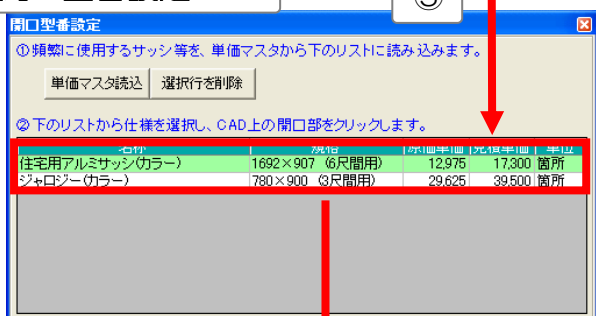 ③
開口型番設定
①頻繁に使用するサッシ等を、単価マスタから下のリストに読み込みます。
単価マスタ読込 選択行を削除
②下のリストから仕様を選択し、CAD上の開口部をクリックします。
名称 規格 原価単価 見積単価 単位
住宅用アルミサッシ(カラー) 1692×907 (6尺間用) 12,975 17,300 箇所
ジャロジー(カラー) 780×900 (3尺間用) 29,625 39,500 箇所